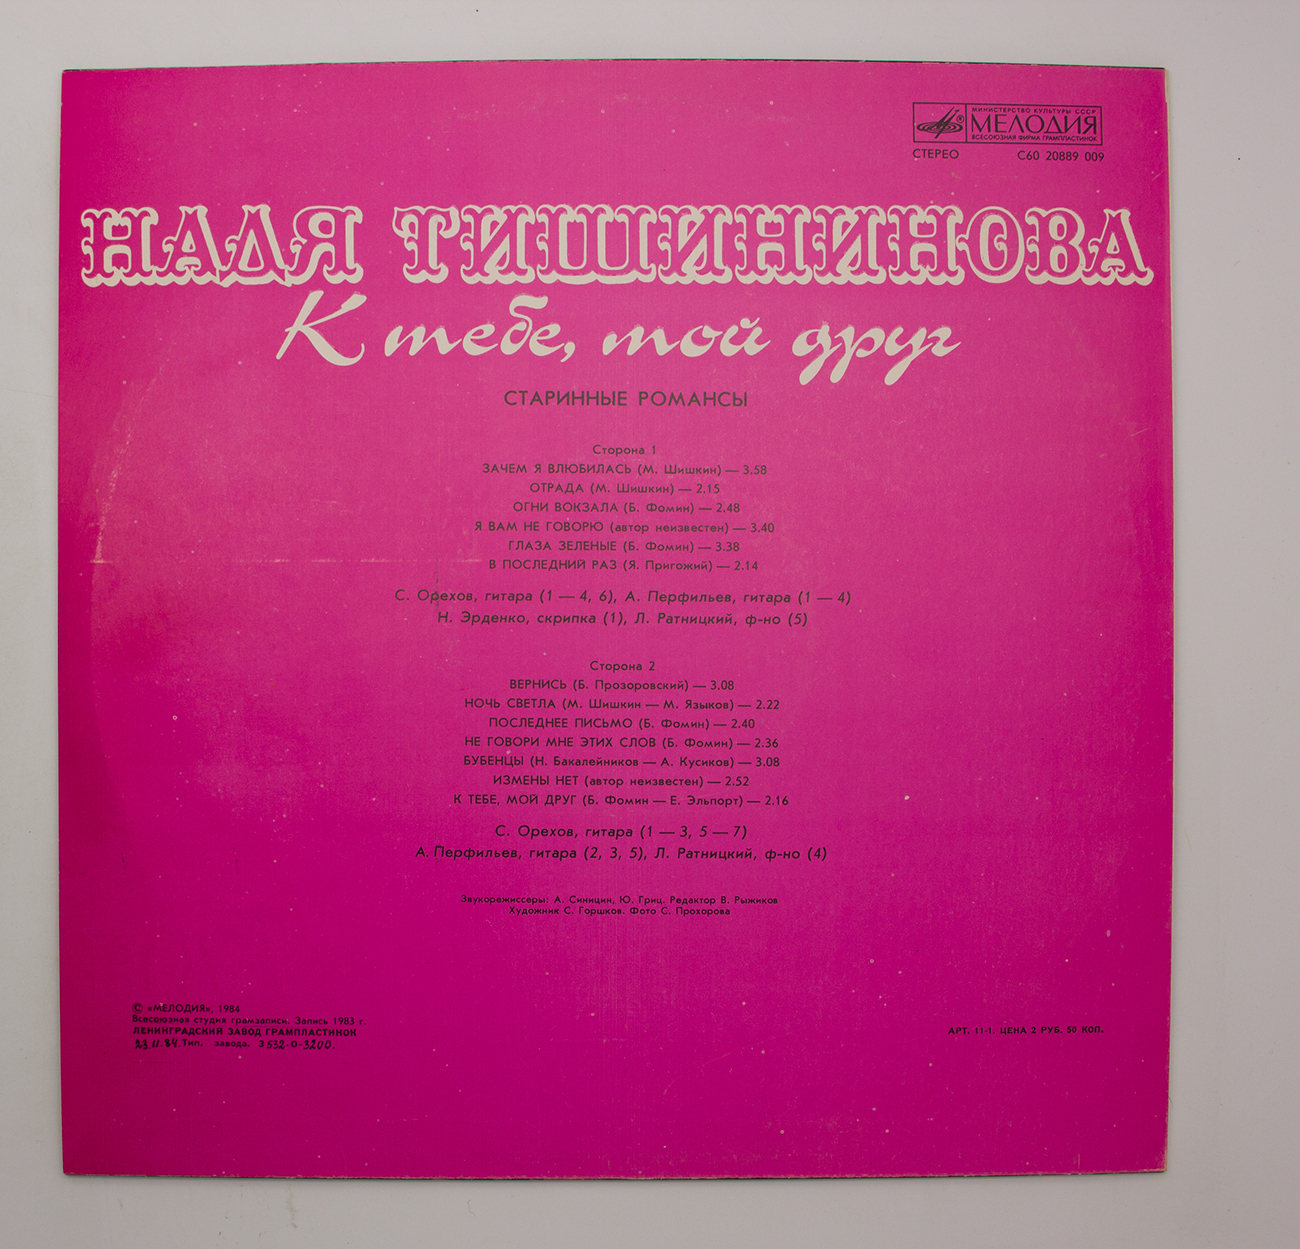 МИНИСТЕРСТВО КУЛЬТУРЫ СССР
МЕЛОДИЯ
ВСЕСОЮЗНАЯ ФИРМА ГРАМПЛАСТИНОК
СТЕРЕО С60 20889 009
НАДЯ ТИШИНИНОВА
К тебе, мой друг
СТАРИННЫЕ РОМАНСЫ
Сторона 1
ЗАЧЕМ Я ВЛЮБИЛАСЬ (М. Шишкин) — 3.58
ОТРАДА (М. Шишкин) — 2.15
ОГНИ ВОКЗАЛА (Б. Фомин) — 2.48
Я ВАМ НЕ ГОВОРЮ (автор неизвестен) — 3.40
ГЛАЗА ЗЕЛЕНЫЕ (Б. Фомин) — 3.38
В ПОСЛЕДНИЙ РАЗ (Я. Пригожий) — 2.14
С. Орехов, гитара (1 — 4, 6), А. Перфильев, гитара (1 — 4)
Н. Эрденко, скрипка (1), Л. Ратницкий, ф-но (5)
Сторона 2
ВЕРНИСЬ (Б. Прозоровский) — 3.08
НОЧЬ СВЕТЛА (М. Шишкин — М. Языков) — 2.22
ПОСЛЕДНЕЕ ПИСЬМО (Б. Фомин) — 2.40
НЕ ГОВОРИ МНЕ ЭТИХ СЛОВ (Б. Фомин) — 2.36
БУБЕНЦЫ (Н. Бакалейников — А. Кусиков) — 3.08
ИЗМЕНЫ НЕТ (автор неизвестен) — 2.52
К ТЕБЕ, МОЙ ДРУГ (Б. Фомин — Е. Эльпорт) — 2.16
С. Орехов, гитара (1 — 3, 5 — 7)
А. Перфильев, гитара (2, 3, 5), Л. Ратницкий, ф-но (4)
Звукорежиссеры: А. Синицин, Ю. Гриц. Редактор В. Рыжиков
Художник С. Горшков. Фото С. Прохорова
© «МЕЛОДИЯ», 1984
Всесоюзная студия грамзаписи. Запись 1983 г.
ЛЕНИНГРАДСКИЙ ЗАВОД ГРАМПЛАСТИНОК
23.11.84 Тип. завода. З 532-0-3200.
АРТ. 11-1. ЦЕНА 2 РУБ. 50 КОП.